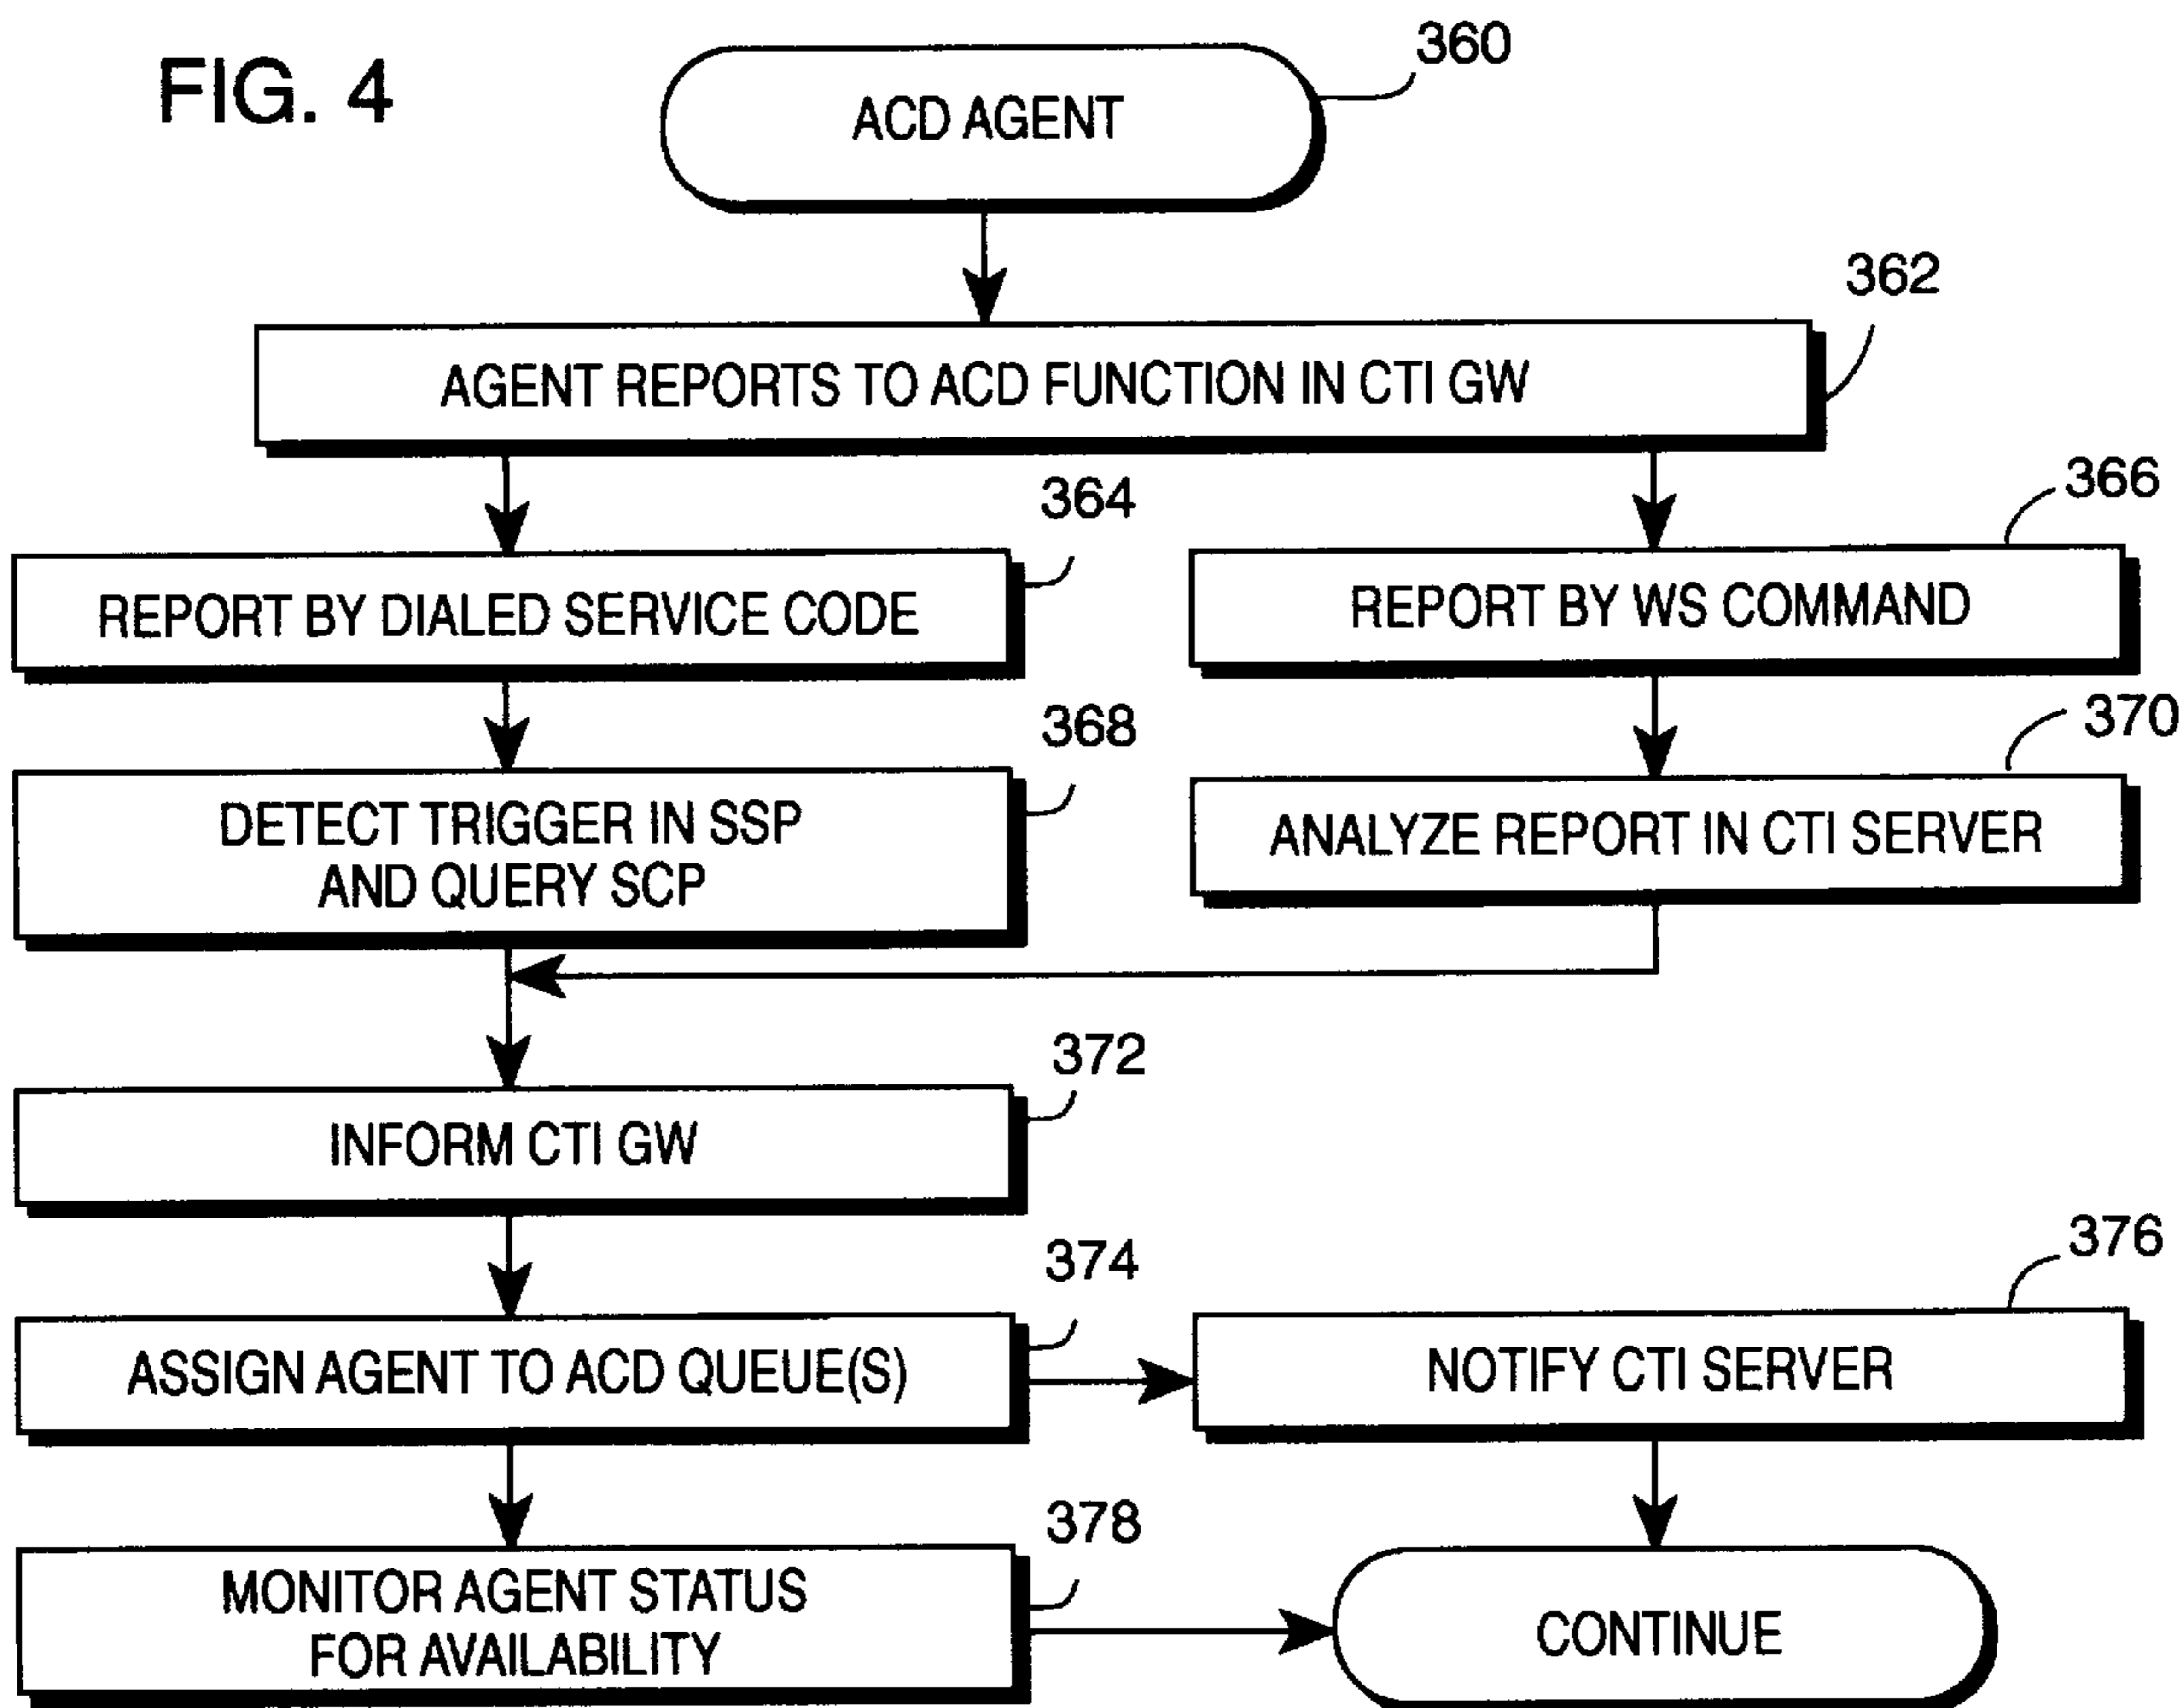 FIG. 4
360
ACD AGENT
362
AGENT REPORTS TO ACD FUNCTION IN CTI GW
364
366
REPORT BY DIALED SERVICE CODE
REPORT BY WS COMMAND
368
370
DETECT TRIGGER IN SSP
AND QUERY SCP
ANALYZE REPORT IN CTI SERVER
372
INFORM CTI GW
374
376
ASSIGN AGENT TO ACD QUEUE(S)
NOTIFY CTI SERVER
378
MONITOR AGENT STATUS
FOR AVAILABILITY
CONTINUE